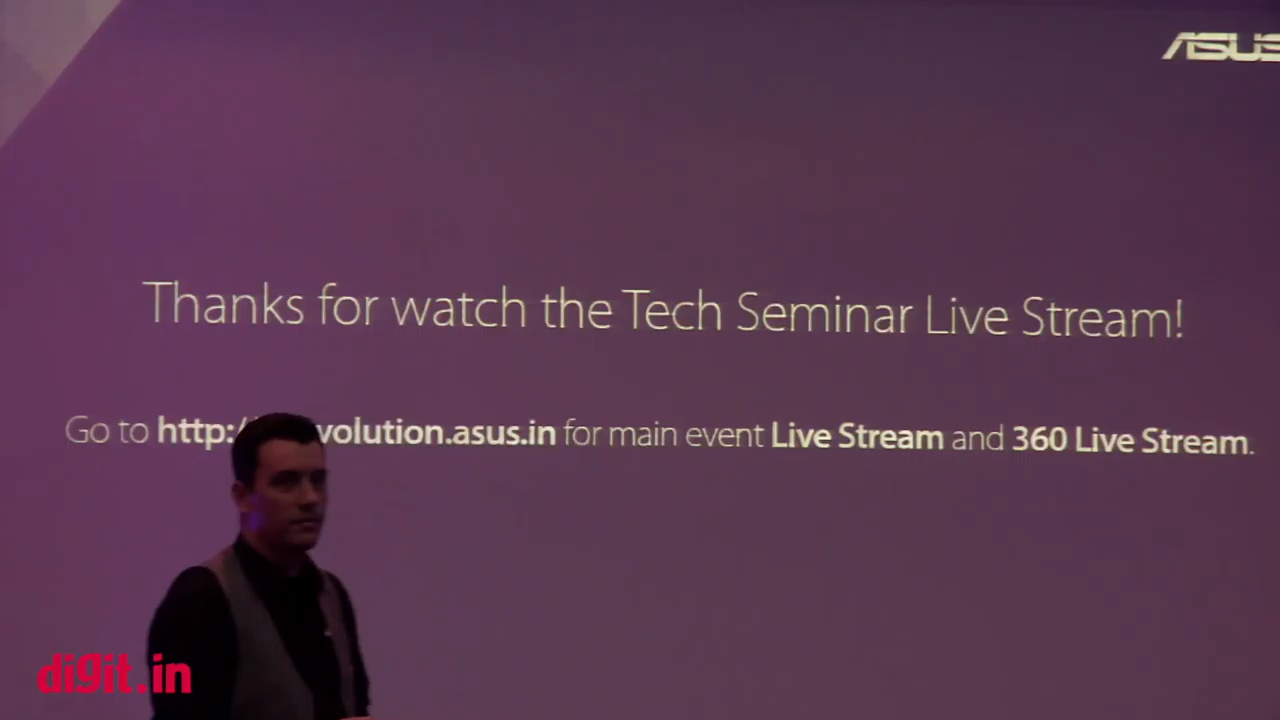 ASUS
Thanks for watch the Tech Seminar Live Stream!
Go to http:/ volution.asus.in for main event Live Stream and 360 Live Stream.
digit.in